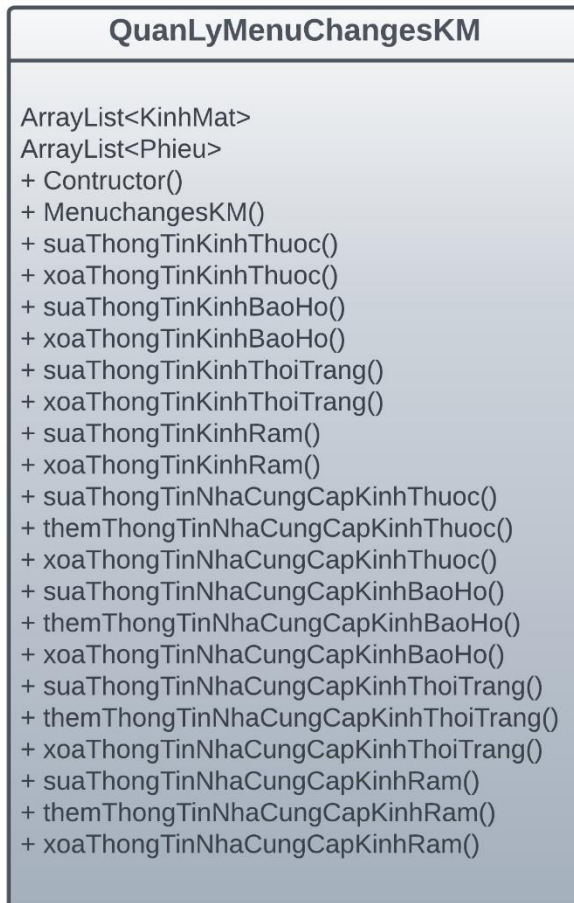 QuanLyMenuChangesKM
ArrayList<KinhMat>
ArrayList<Phieu>
+ Contructor()
+ MenuchangesKM()
+ suaThongTinKinhThuoc()
+ xoaThongTinKinhThuoc()
+ suaThongTinKinhBaoHo()
+ xoaThongTinKinhBaoHo()
+ suaThongTinKinhThoiTrang()
+ xoaThongTinKinhThoiTrang()
+ suaThongTinKinhRam()
+ xoaThongTinKinhRam()
+ suaThongTinNhaCungCapKinhThuoc()
+ themThongTinNhaCungCapKinhThuoc()
+ xoaThongTinNhaCungCapKinhThuoc()
+ suaThongTinNhaCungCapKinhBaoHo()
+ themThongTinNhaCungCapKinhBaoHo()
+ xoaThongTinNhaCungCapKinhBaoHo()
+ suaThongTinNhaCungCapKinhThoiTrang()
+ themThongTinNhaCungCapKinhThoiTrang()
+ xoaThongTinNhaCungCapKinhThoiTrang()
+ suaThongTinNhaCungCapKinhRam()
+ themThongTinNhaCungCapKinhRam()
+ xoaThongTinNhaCungCapKinhRam()